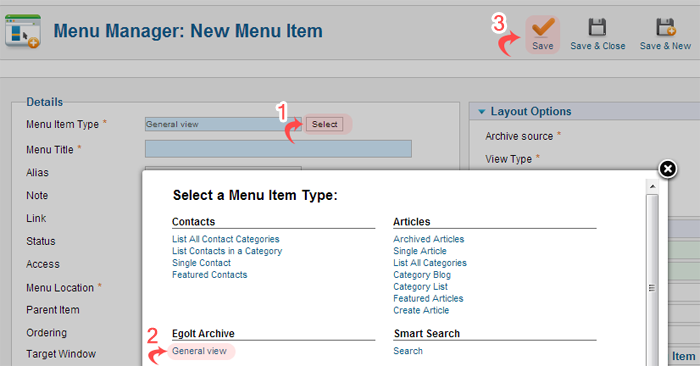 Menu Manager: New Menu Item
3
Save
Save & Close
Save & New
Details
Menu Item Type *
General view
1
Select
Menu Title *
Alias
Note
Link
Status
Access
Menu Location *
Parent Item
Ordering
Target Window
Layout Options
Archive source *
View Type *
Item
Select a Menu Item Type:
Contacts
List All Contact Categories
List Contacts in a Category
Single Contact
Featured Contacts
Articles
Archived Articles
Single Article
List All Categories
Category Blog
Category List
Featured Articles
Create Article
Egolt Archive
2
General view
Smart Search
Search